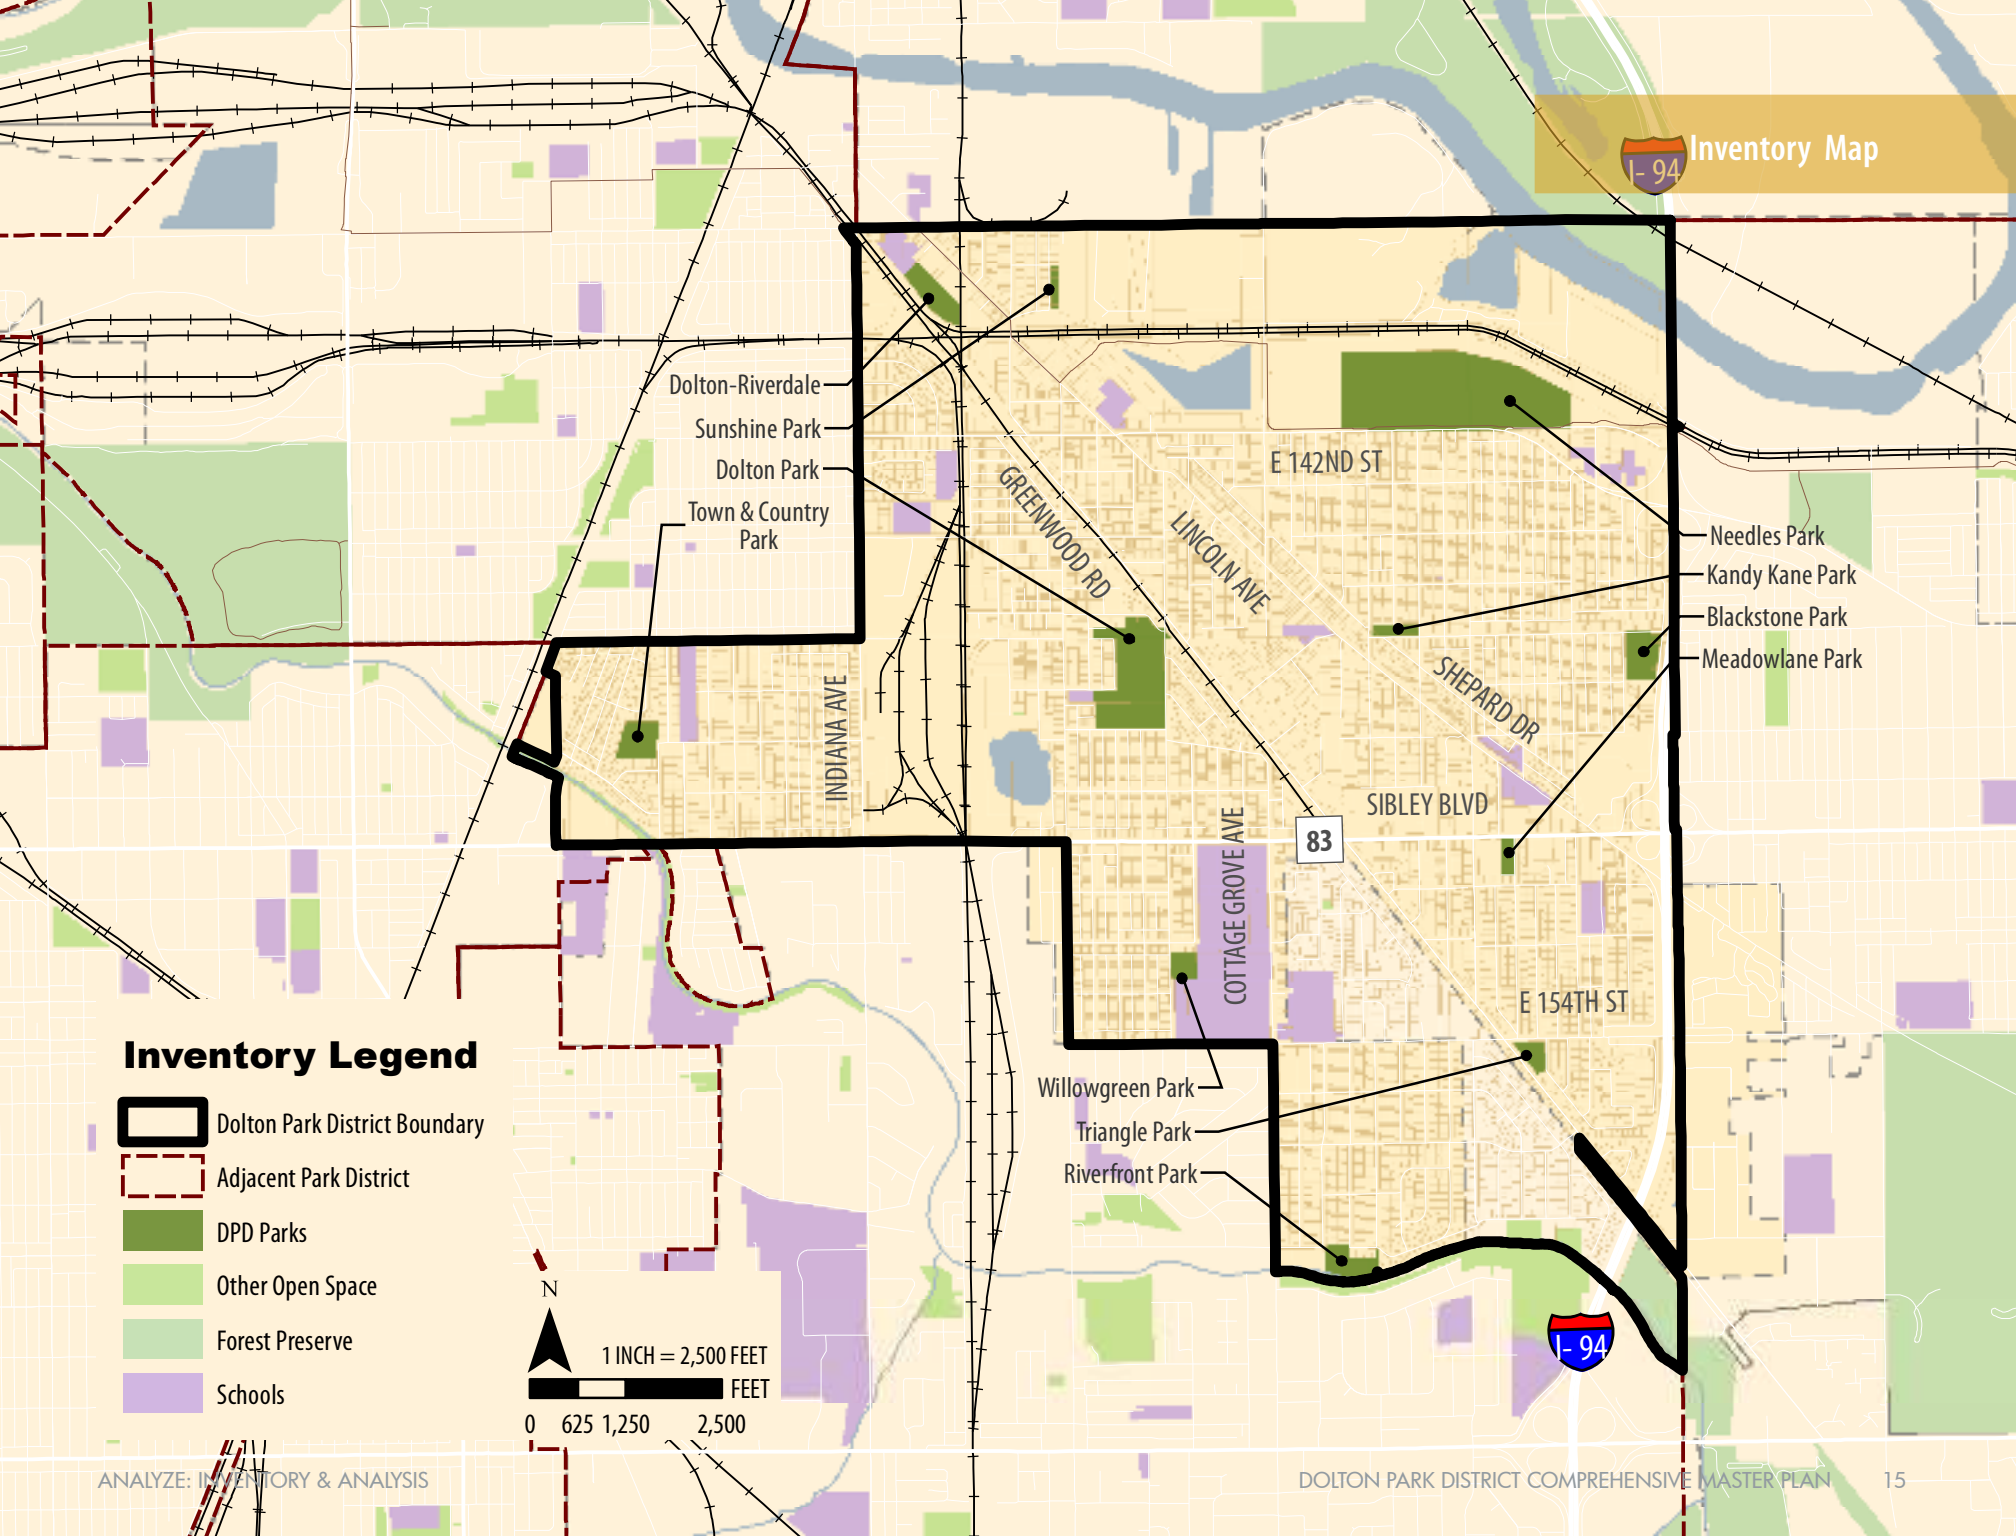 Inventory Map
I- 94
Dolton-Riverdale
Sunshine Park
Dolton Park
Town & Country
Park
E 142ND ST
GREENWOOD RD
LINCOLN AVE
Needles Park
Kandy Kane Park
Blackstone Park
Meadowlane Park
SHEPARD DR
INDIANA AVE
SIBLEY BLVD
83
COTTAGE GROVE AVE
E 154TH ST
Willowgreen Park
Triangle Park
Riverfront Park
I- 94
Inventory Legend
Dolton Park District Boundary
Adjacent Park District
DPD Parks
Other Open Space
Forest Preserve
Schools
N
1 INCH = 2,500 FEET
FEET
0 625 1,250 2,500
ANALYZE: INVENTORY & ANALYSIS
DOLTON PARK DISTRICT COMPREHENSIVE MASTER PLAN 15